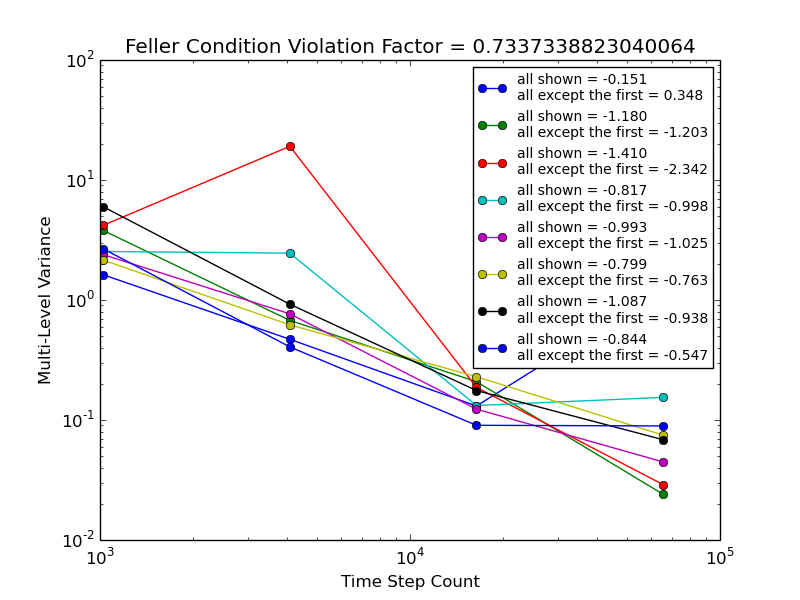 Feller Condition Violation Factor = 0.7337338823040064
10^2
10^1
10^0
10^-1
10^-2
Multi-Level Variance
10^3
10^4
10^5
Time Step Count
all shown = -0.151
all except the first = 0.348
all shown = -1.180
all except the first = -1.203
all shown = -1.410
all except the first = -2.342
all shown = -0.817
all except the first = -0.998
all shown = -0.993
all except the first = -1.025
all shown = -0.799
all except the first = -0.763
all shown = -1.087
all except the first = -0.938
all shown = -0.844
all except the first = -0.547